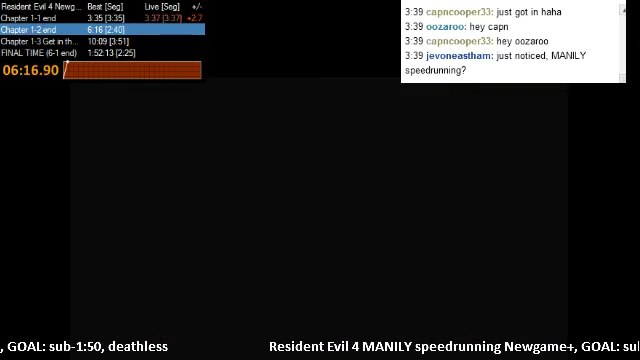 Resident Evil 4 Newg... Best [Seg] Live [Seg] +/-
Chapter 1-1 end 3:35 [3:35] 3:37 [3:37] +2.7
Chapter 1-2 end 6:16 [2:40]
Chapter 1-3 Get in th... 10:09 [3:51]
FINAL TIME (6-1 end) 1:52:13 [2:25]
06:16.90
3:39 capncooper33: just got in haha
3:39 oozaroo: hey capn
3:39 capncooper33: hey oozaroo
3:39 jevoneastham: just noticed, MANILY
speedrunning?
, GOAL: sub-1:50, deathless Resident Evil 4 MANILY speedrunning Newgame+, GOAL: sul